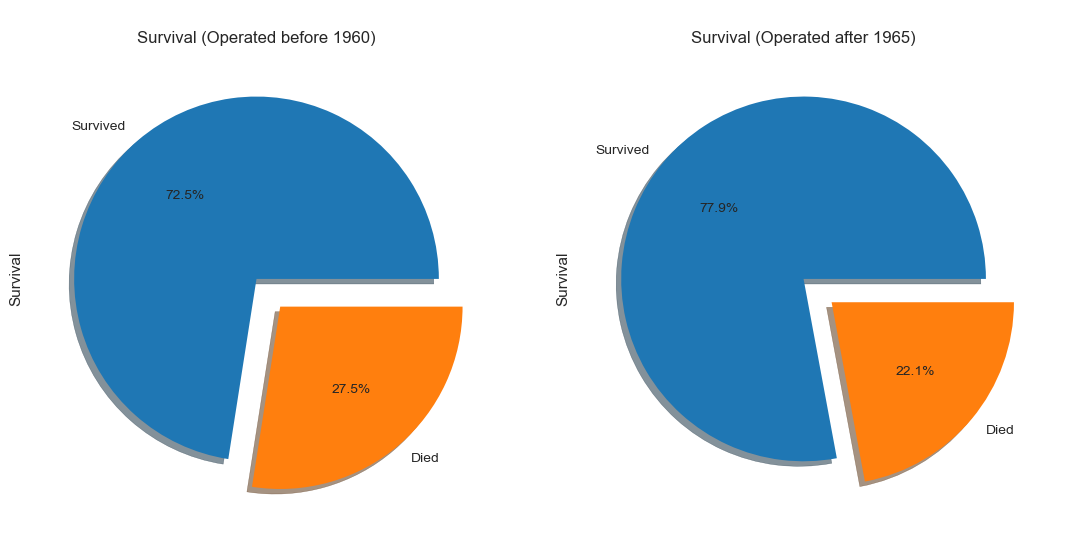 Survival (Operated before 1960)
Survived
72.5%
Survival
27.5%
Died
Survival (Operated after 1965)
Survived
77.9%
Survival
22.1%
Died